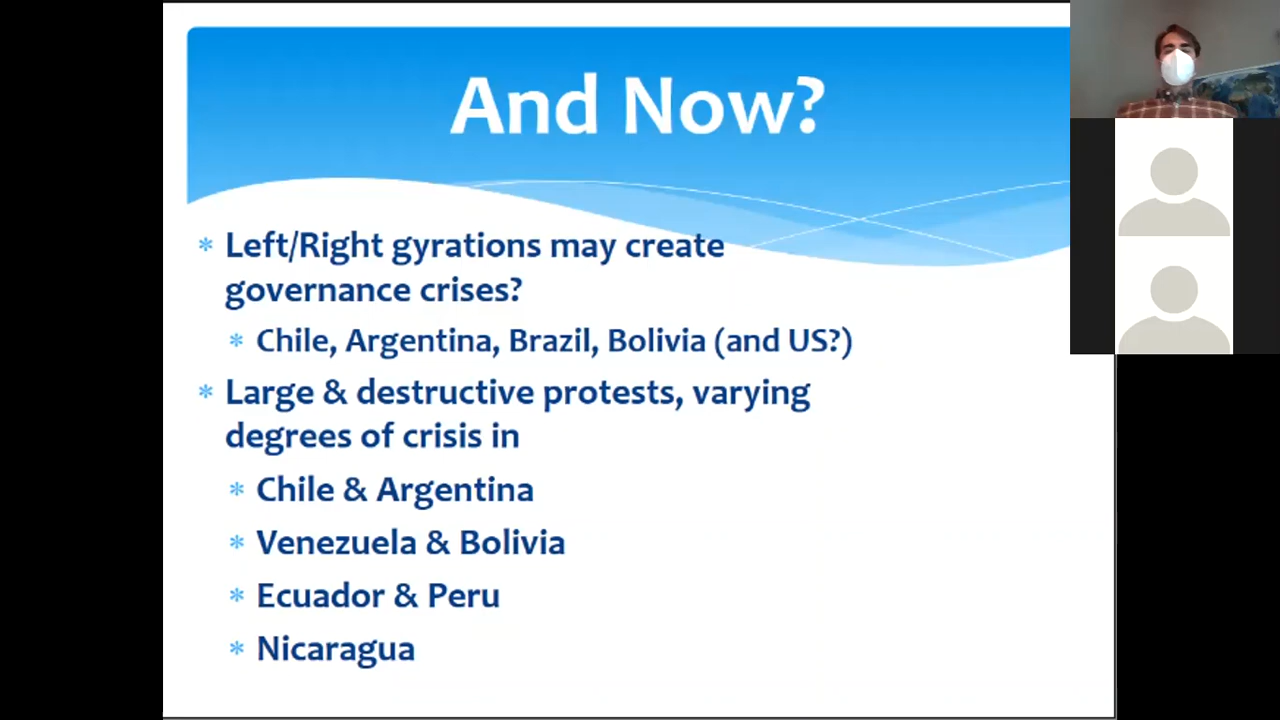 And Now?
* Left/Right gyrations may create
governance crises?
* Chile, Argentina, Brazil, Bolivia (and US?)
* Large & destructive protests, varying
degrees of crisis in
* Chile & Argentina
* Venezuela & Bolivia
* Ecuador & Peru
* Nicaragua